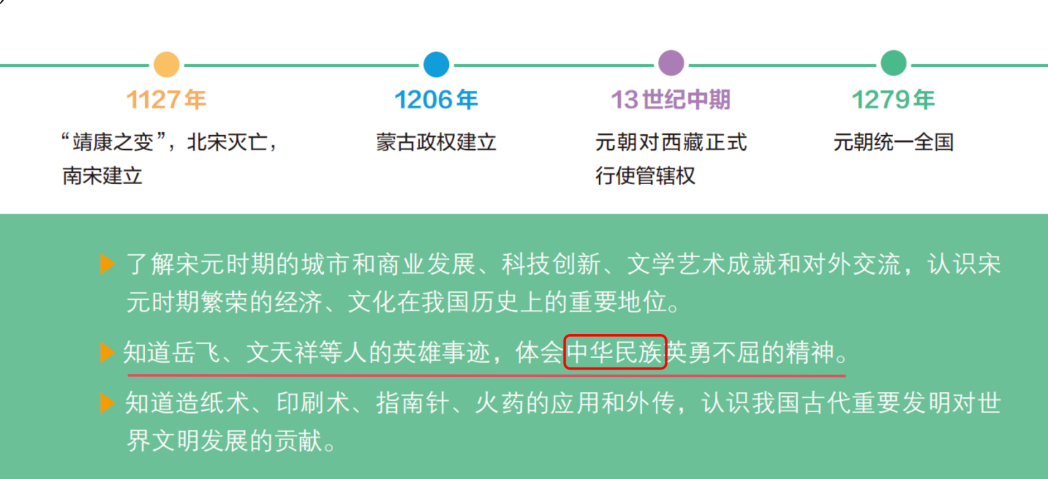 1127年
1206年
13世纪中期
1279年
“靖康之变”，北宋灭亡，
南宋建立
蒙古政权建立
元朝对西藏正式
行使管辖权
元朝统一全国
了解宋元时期的城市和商业发展、科技创新、文学艺术成就和对外交流，认识宋
元时期繁荣的经济、文化在我国历史上的重要地位。
知道岳飞、文天祥等人的英雄事迹，体会中华民族英勇不屈的精神。
知道造纸术、印刷术、指南针、火药的应用和外传，认识我国古代重要发明对世
界文明发展的贡献。